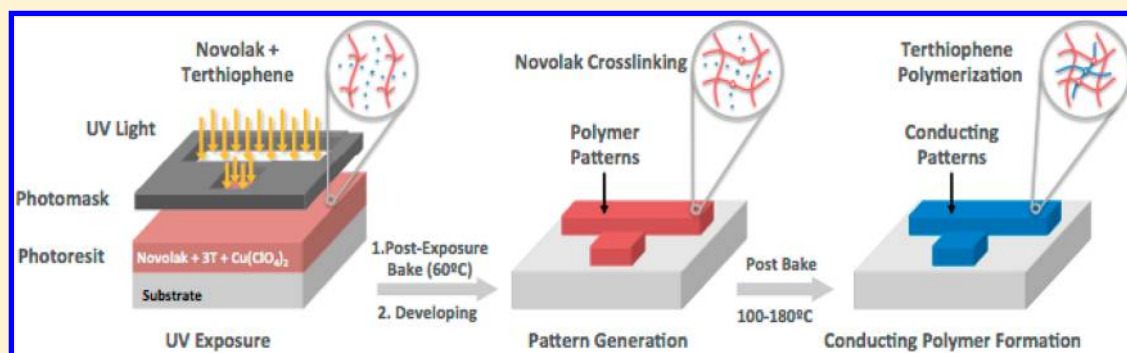 Novolak +
Terthiophene
UV Light
Photomask
Photoresit
Novolak + 3T + Cu(ClO₄)₂
Substrate
UV Exposure
1.Post-Exposure
Bake (60ºC)
2. Developing
Novolak Crosslinking
Polymer
Patterns
Pattern Generation
Post Bake
100-180ºC
Terthiophene
Polymerization
Conducting
Patterns
Conducting Polymer Formation